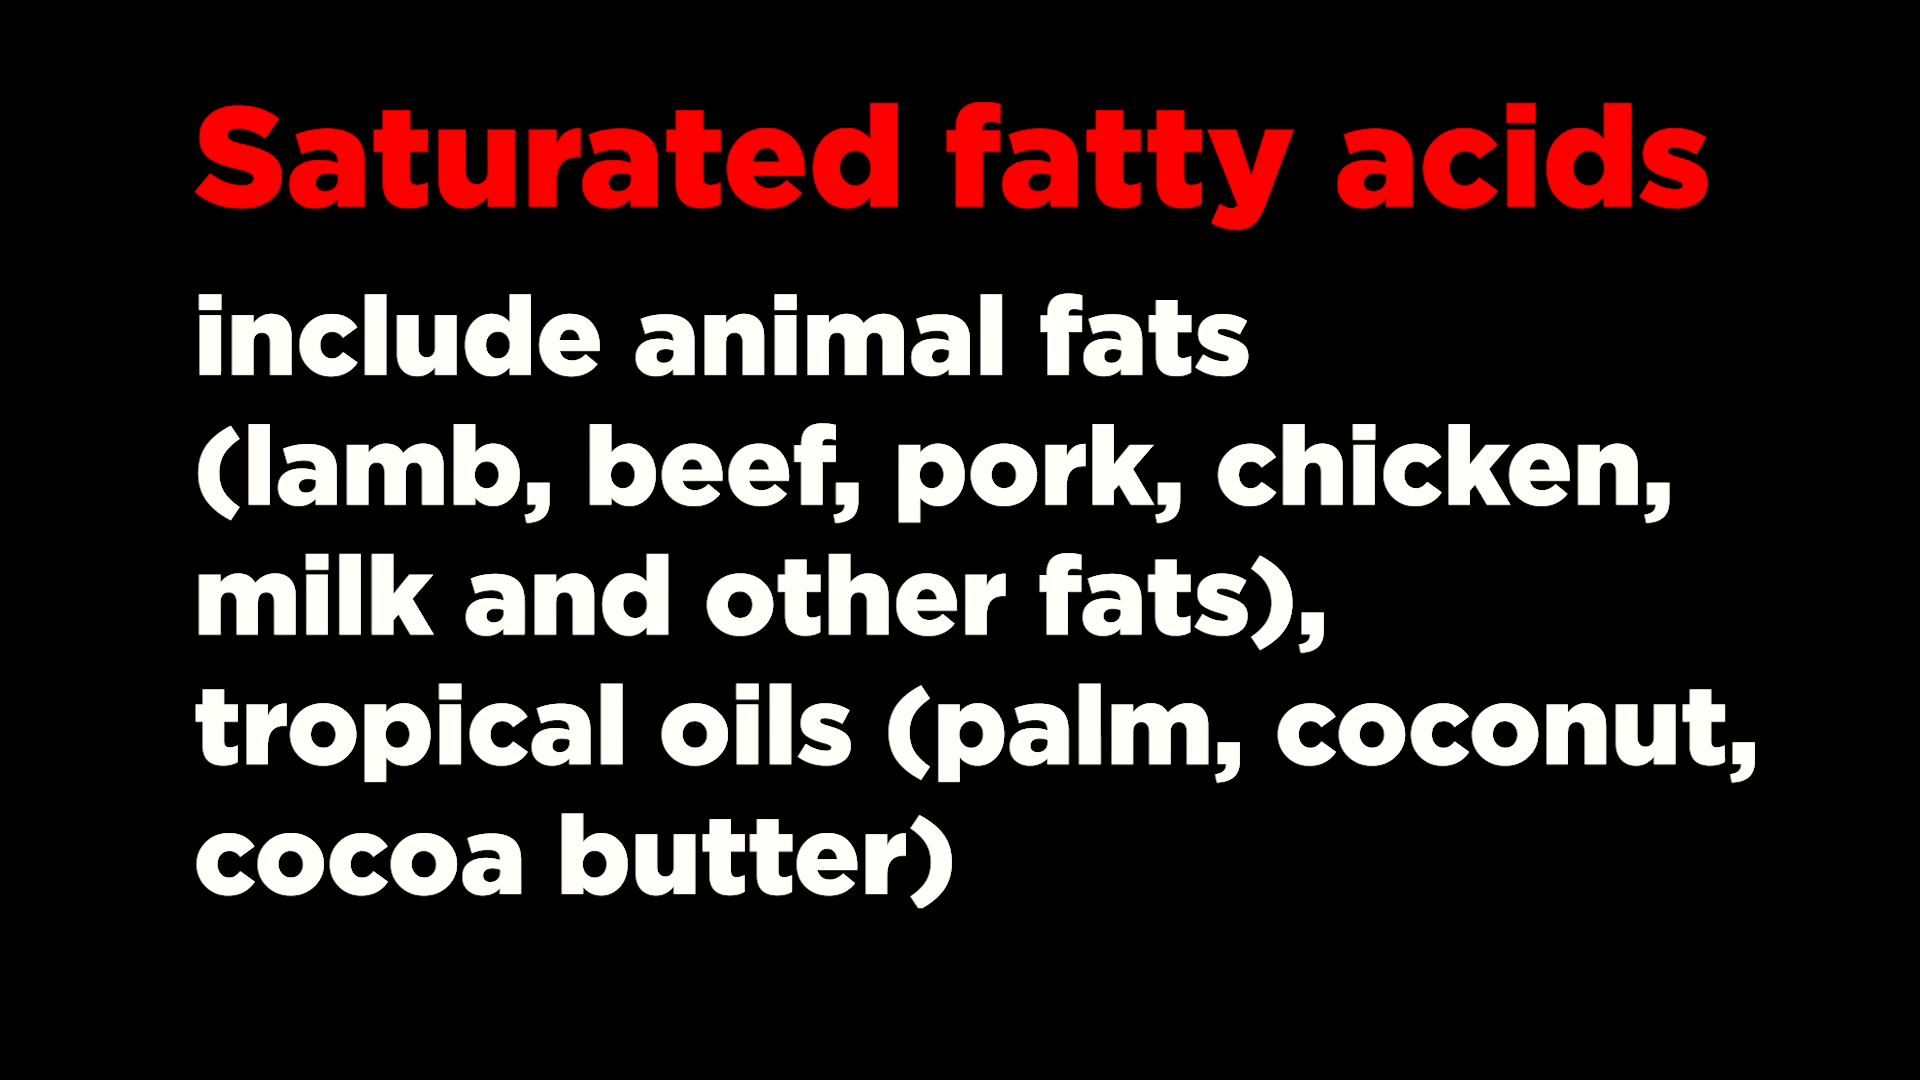 Saturated fatty acids
include animal fats
(lamb, beef, pork, chicken,
milk and other fats),
tropical oils (palm, coconut,
cocoa butter)